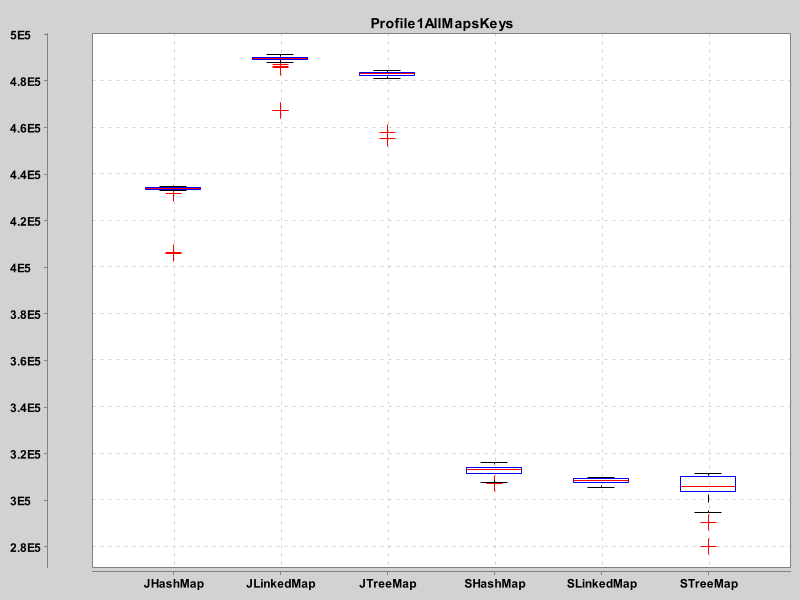 Profile1AllMapsKeys
5E5
4.8E5
4.6E5
4.4E5
4.2E5
4E5
3.8E5
3.6E5
3.4E5
3.2E5
3E5
2.8E5
JHashMap JLinkedMap JTreeMap SHashMap SLinkedMap STreeMap